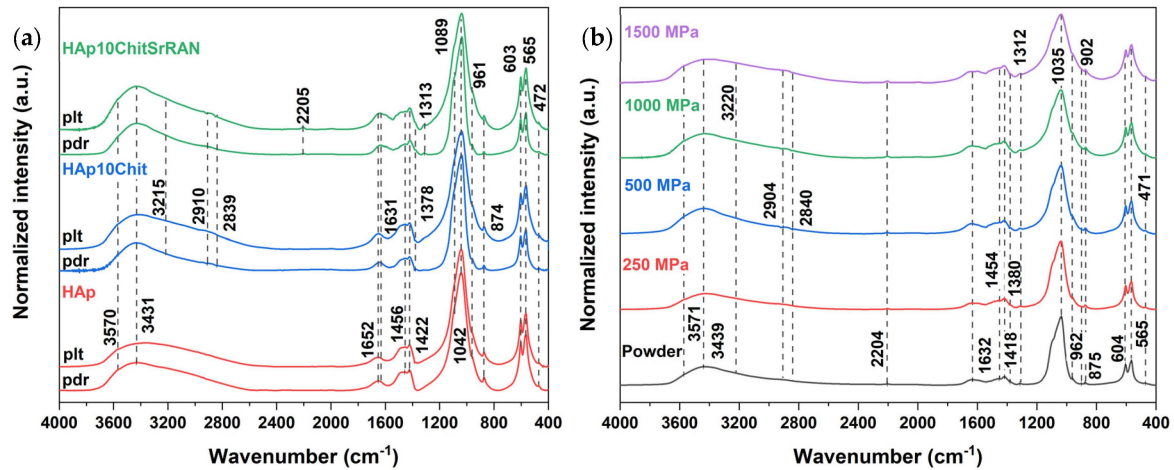 (a)
HAp10ChitSrRAN
1089
603
565
961
1313
472
2205
plt
pdr
HAp10Chit
3215
2910
2839
1631
1378
874
plt
pdr
HAp
3570
3431
1652
1456
1422
1042
plt
pdr
4000 3600 3200 2800 2400 2000 1600 1200 800 400
Wavenumber (cm⁻¹)
Normalized intensity (a.u.)
(b)
1500 MPa
1312
1035
902
3220
1000 MPa
500 MPa
2904
2840
471
1454
1380
250 MPa
3571
3439
2204
1632
1418
962
875
604
565
Powder
4000 3600 3200 2800 2400 2000 1600 1200 800 400
Wavenumber (cm⁻¹)
Normalized intensity (a.u.)